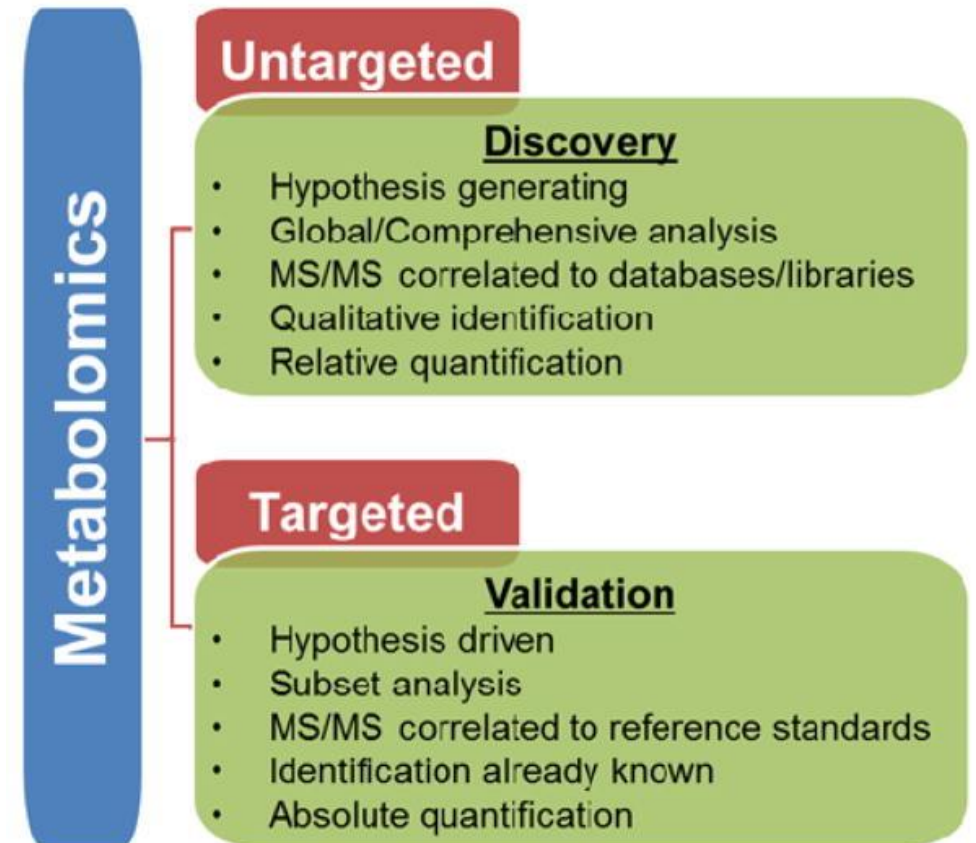 Metabolomics
Untargeted
Discovery
• Hypothesis generating
• Global/Comprehensive analysis
• MS/MS correlated to databases/libraries
• Qualitative identification
• Relative quantification
Targeted
Validation
• Hypothesis driven
• Subset analysis
• MS/MS correlated to reference standards
• Identification already known
• Absolute quantification